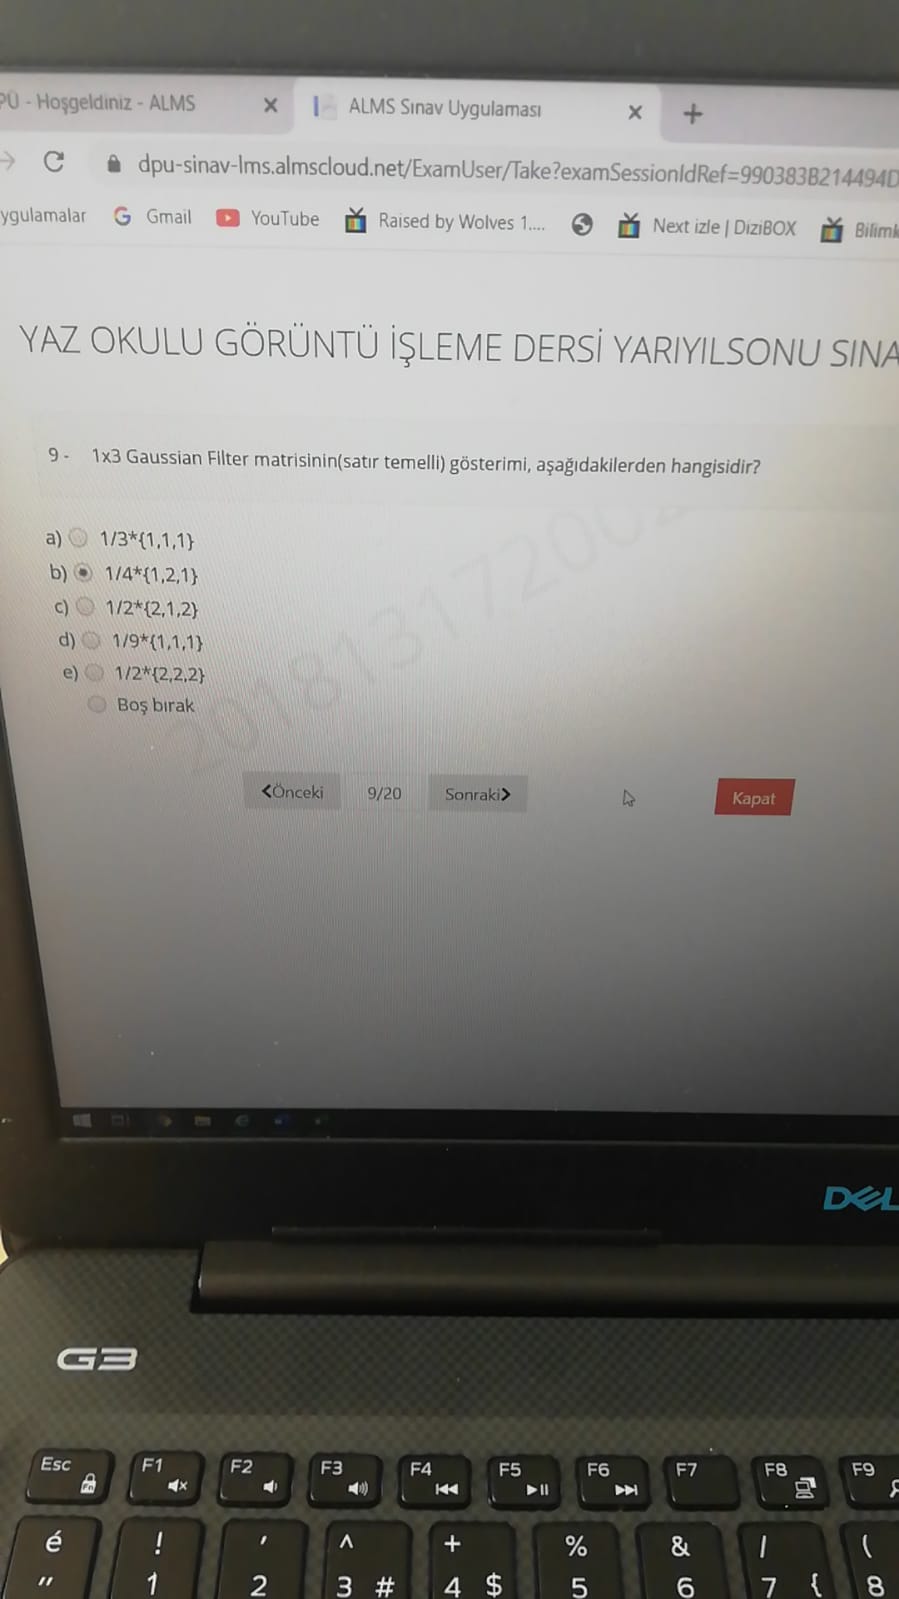 PÜ - Hoşgeldiniz - ALMS
ALMS Sınav Uygulaması
dpu-sinav-lms.almscloud.net/ExamUser/Take?examSessionIdRef=990383B214494D
ygulamalar Gmail YouTube Raised by Wolves 1.... Next izle | DiziBOX Bilimk
YAZ OKULU GÖRÜNTÜ İŞLEME DERSİ YARIYILSONU SINA
9 - 1x3 Gaussian Filter matrisinin(satır temelli) gösterimi, aşağıdakilerden hangisidir?
a) 1/3*{1,1,1}
b) 1/4*{1,2,1}
c) 1/2*{2,1,2}
d) 1/9*{1,1,1}
e) 1/2*{2,2,2}
Boş bırak
Önceki 9/20 Sonraki Kapat
DELL
G3
Esc F1 F2 F3 F4 F5 F6 F7 F8 F9
Fn
é ! ' ^ + % & / (
" 1 2 3 # 4 $ 5 6 7 { 8